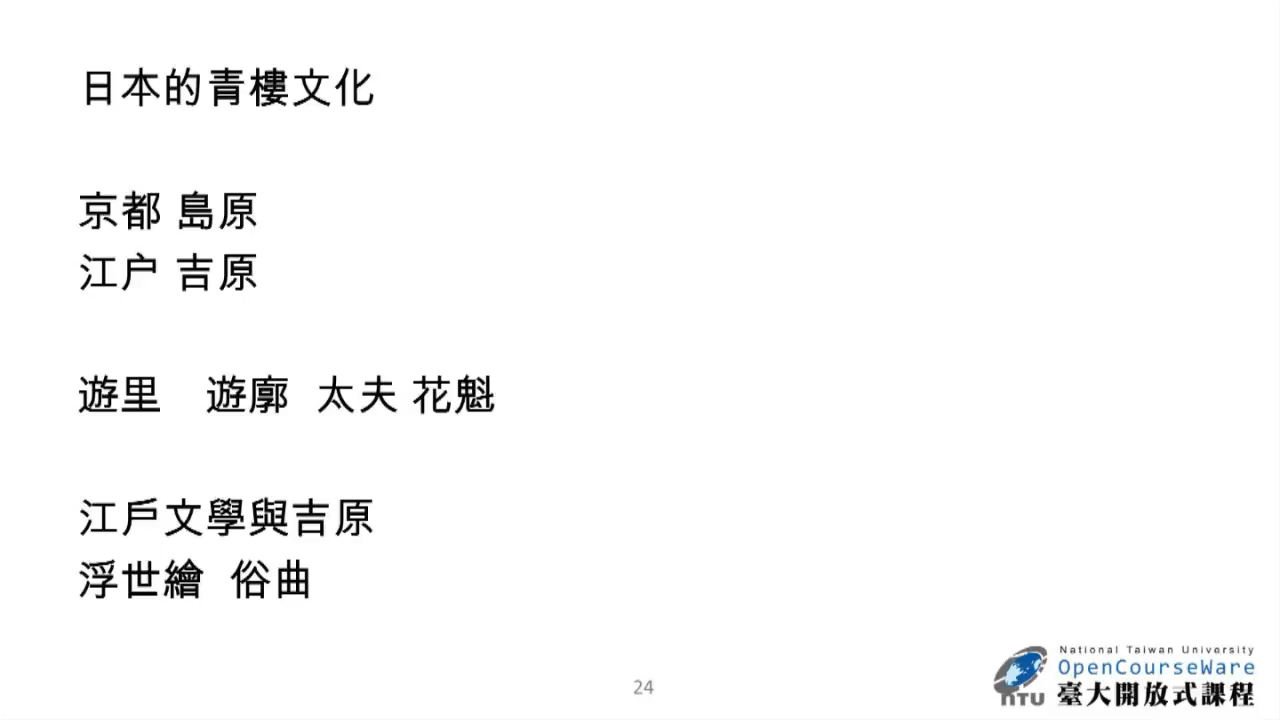 日本的青樓文化
京都 島原
江户 吉原
遊里　遊廓 太夫 花魁
江戶文學與吉原
浮世繪 俗曲
24
National Taiwan University
OpenCourseWare
NTU 臺大開放式課程